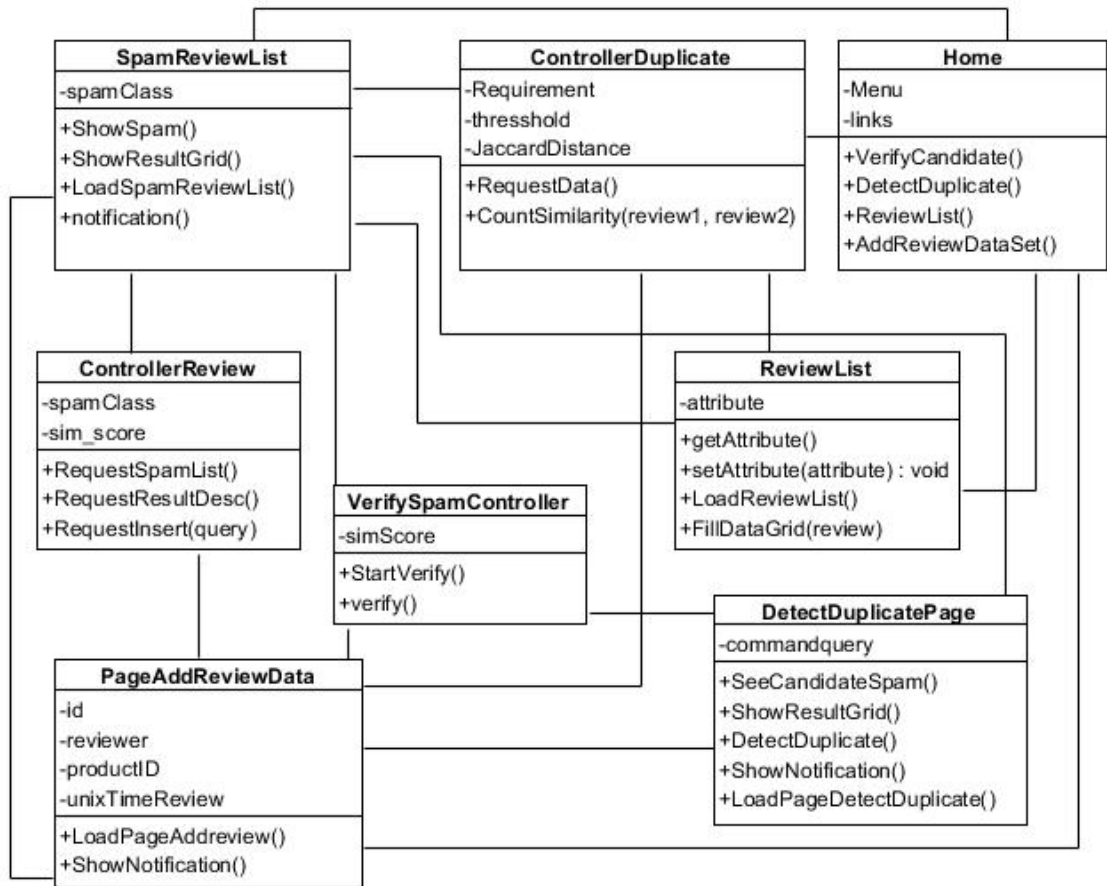 SpamReviewList
-spamClass
+ShowSpam()
+ShowResultGrid()
+LoadSpamReviewList()
+notification()
ControllerDuplicate
-Requirement
-thresshold
-JaccardDistance
+RequestData()
+CountSimilarity(review1, review2)
Home
-Menu
-links
+VerifyCandidate()
+DetectDuplicate()
+ReviewList()
+AddReviewDataSet()
ControllerReview
-spamClass
-sim_score
+RequestSpamList()
+RequestResultDesc()
+RequestInsert(query)
ReviewList
-attribute
+getAttribute()
+setAttribute(attribute) : void
+LoadReviewList()
+FillDataGrid(review)
VerifySpamController
-simScore
+StartVerify()
+verify()
DetectDuplicatePage
-commandquery
+SeeCandidateSpam()
+ShowResultGrid()
+DetectDuplicate()
+ShowNotification()
+LoadPageDetectDuplicate()
PageAddReviewData
-id
-reviewer
-productID
-unixTimeReview
+LoadPageAddreview()
+ShowNotification()